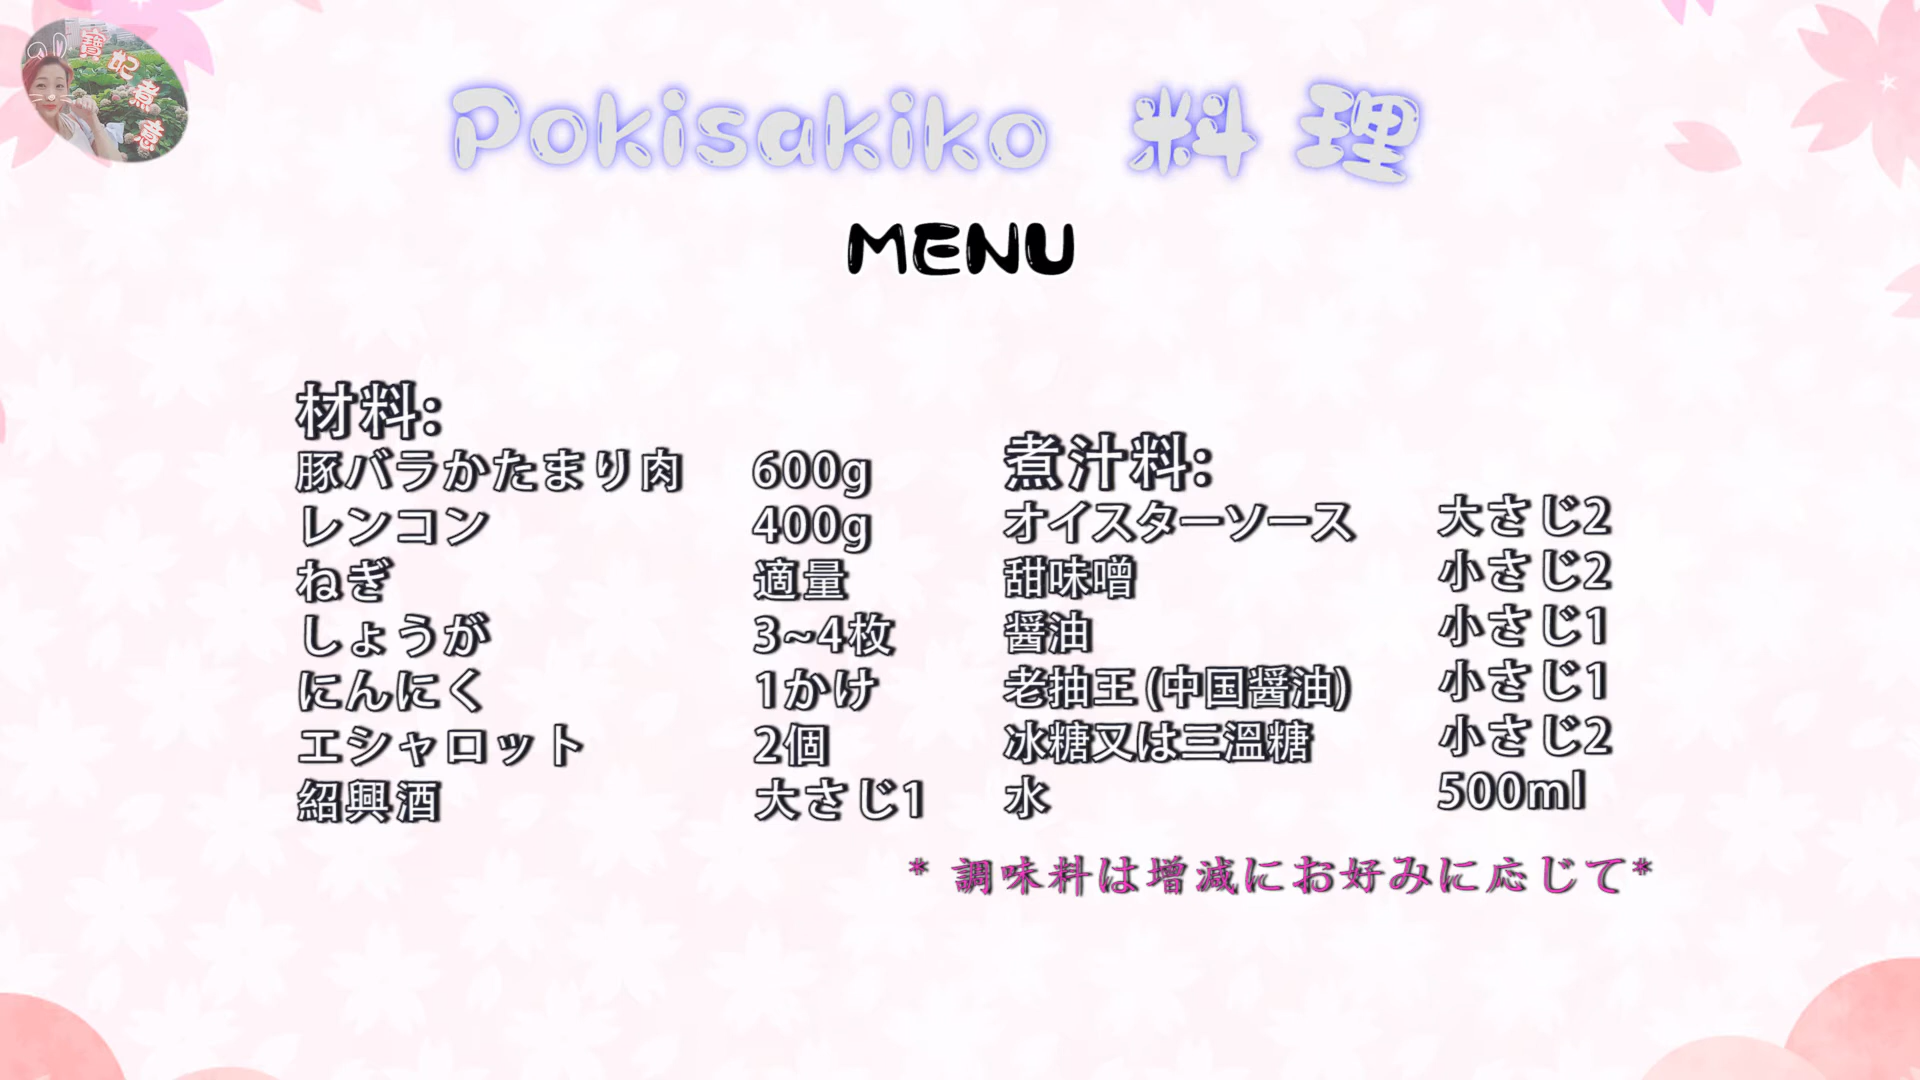 寶妃煮意
Pokisakiko 料理
MENU
材料:
豚バラかたまり肉 600g
レンコン 400g
ねぎ 適量
しょうが 3~4枚
にんにく 1かけ
エシャロット 2個
紹興酒 大さじ1
煮汁料:
オイスターソース 大さじ2
甜味噌 小さじ2
醤油 小さじ1
老抽王(中国醤油) 小さじ1
冰糖又は三溫糖 小さじ2
水 500ml
* 調味料は増減にお好みに応じて*